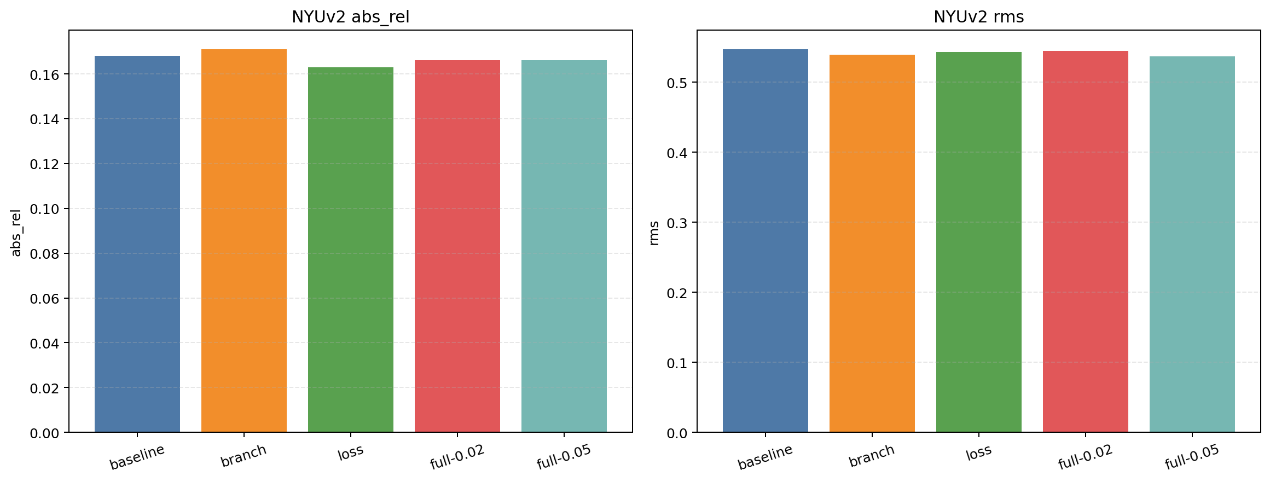 NYUv2 abs_rel
abs_rel
0.16
0.14
0.12
0.10
0.08
0.06
0.04
0.02
0.00
baseline
branch
loss
full-0.02
full-0.05
NYUv2 rms
rms
0.5
0.4
0.3
0.2
0.1
0.0
baseline
branch
loss
full-0.02
full-0.05